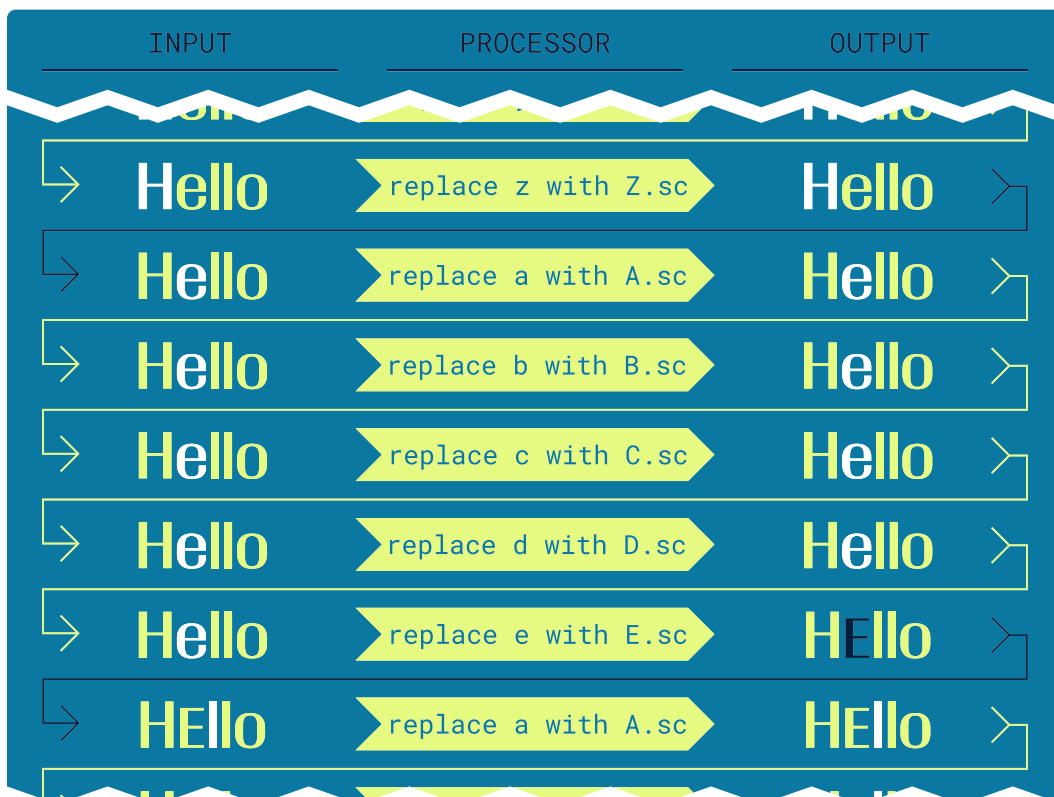 INPUT PROCESSOR OUTPUT
Hello replace z with Z.sc Hello
Hello replace a with A.sc Hello
Hello replace b with B.sc Hello
Hello replace c with C.sc Hello
Hello replace d with D.sc Hello
Hello replace e with E.sc HEllo
HEllo replace a with A.sc HEllo